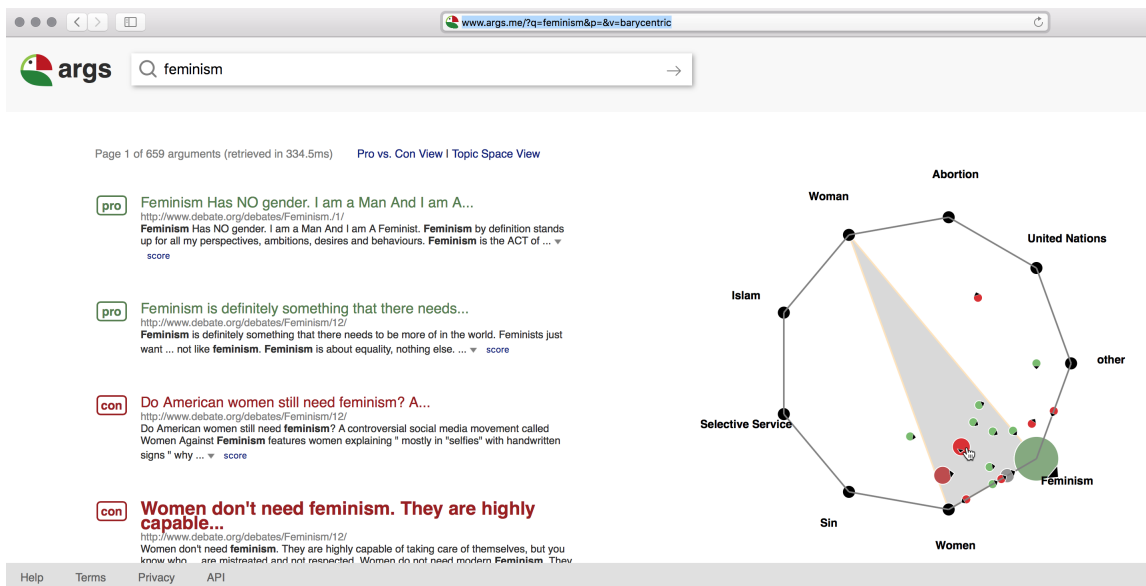 www.args.me/?q=feminism&p=&v=barycentric
args
feminism
Page 1 of 659 arguments (retrieved in 334.5ms) Pro vs. Con View | Topic Space View
pro
Feminism Has NO gender. I am a Man And I am A...
http://www.debate.org/debates/Feminism./1/
Feminism Has NO gender. I am a Man And I am A Feminist. Feminism by definition stands
up for all my perspectives, ambitions, desires and behaviours. Feminism is the ACT of ... ▼
score
pro
Feminism is definitely something that there needs...
http://www.debate.org/debates/Feminism/12/
Feminism is definitely something that there needs to be more of in the world. Feminists just
want ... not like feminism. Feminism is about equality, nothing else. ... ▼ score
con
Do American women still need feminism? A...
http://www.debate.org/debates/Feminism/12/
Do American women still need feminism? A controversial social media movement called
Women Against Feminism features women explaining " mostly in "selfies" with handwritten
signs " why ... ▼ score
con
Women don't need feminism. They are highly
capable...
http://www.debate.org/debates/Feminism/12/
Women don't need feminism. They are highly capable of taking care of themselves, but you
know who ... are mistreated and not respected. Women do not need modern Feminism. They
Abortion
Woman
United Nations
Islam
other
Selective Service
Feminism
Sin
Women
Help Terms Privacy API